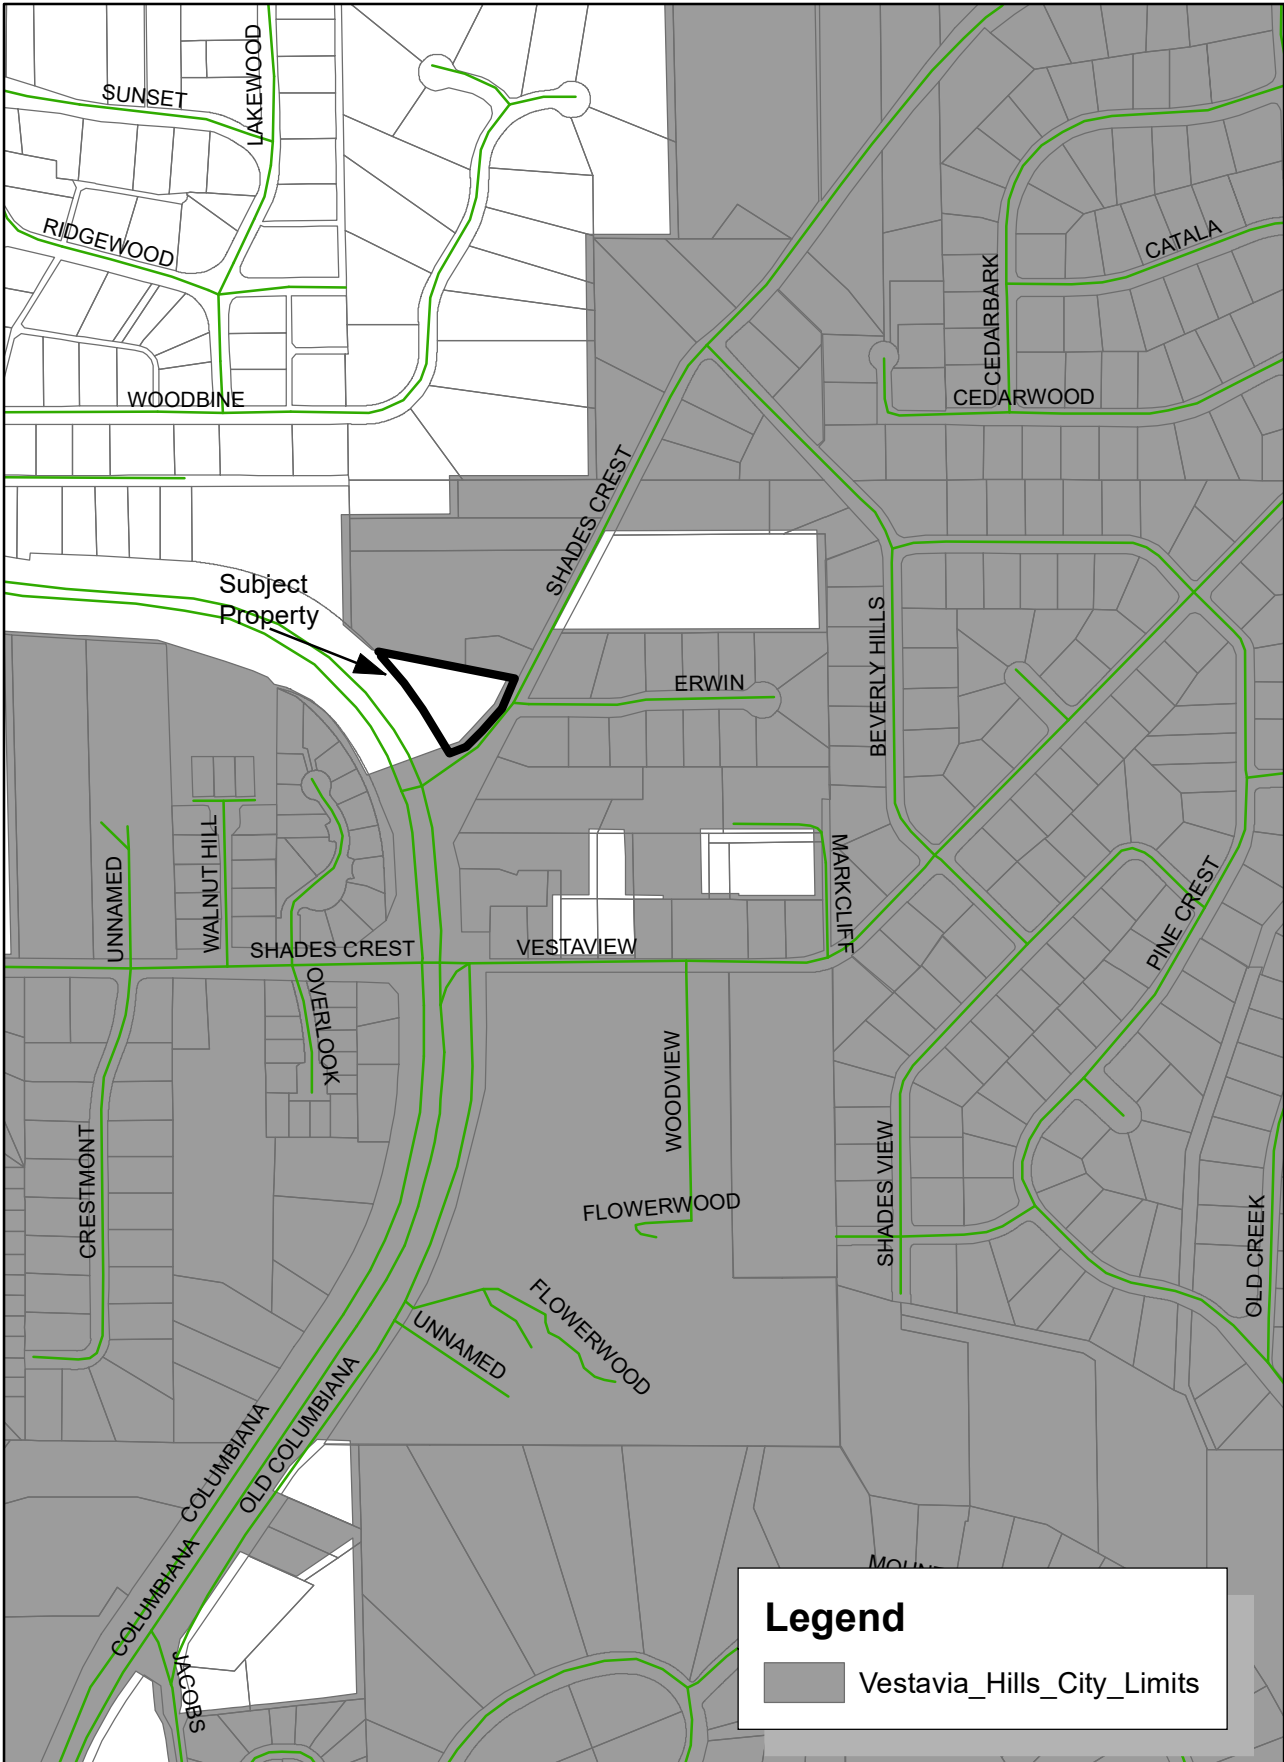 LAKEWOOD
SUNSET
RIDGEWOOD
CATALA
CEDARBARK
WOODBINE
CEDARWOOD
SHADES CREST
Subject
Property
BEVERLY HILLS
ERWIN
WALNUT HILL
UNNAMED
MARKCLIFF
PINE CREST
SHADES CREST
VESTAVIEW
OVERLOOK
WOODVIEW
CRESTMONT
SHADES VIEW
FLOWERWOOD
OLD CREEK
FLOWERWOOD
UNNAMED
COLUMBIANA
OLD COLUMBIANA
COLUMBIANA
JACOBS
Legend
Vestavia_Hills_City_Limits